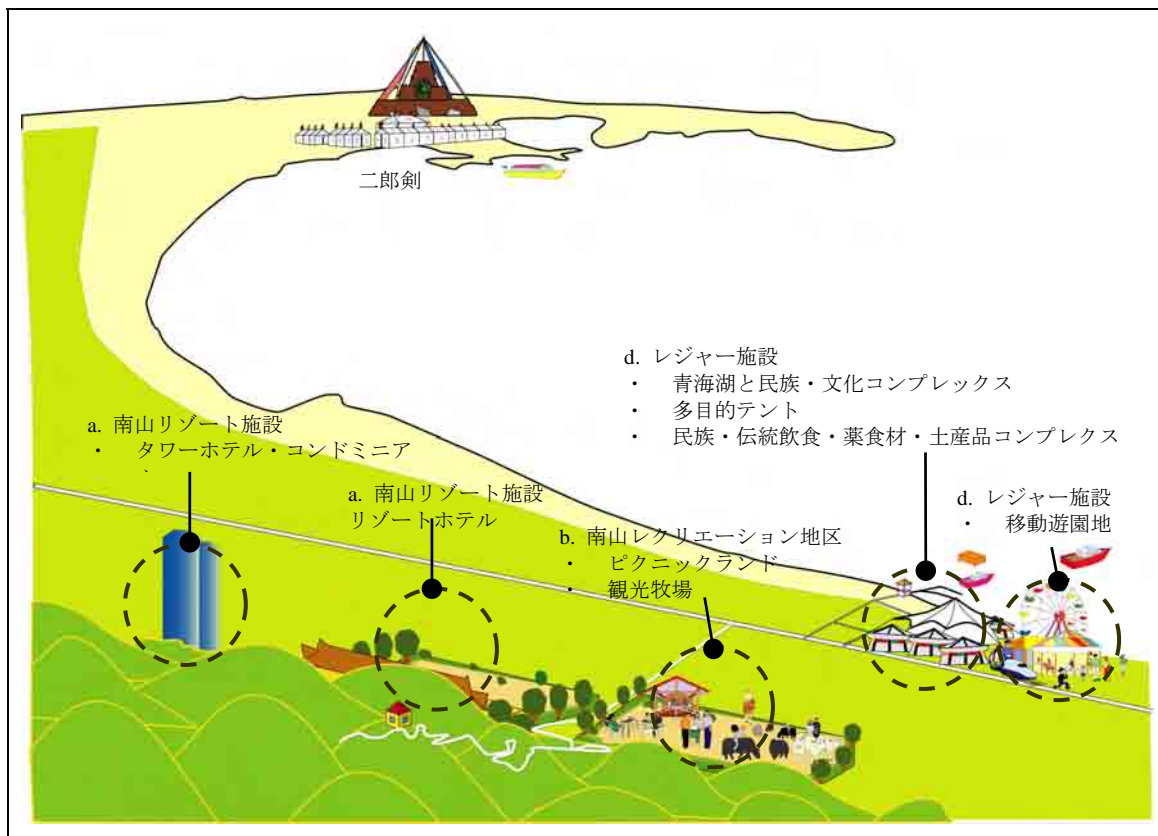 二郎剣
d. レジャー施設
・ 青海湖と民族・文化コンプレックス
・ 多目的テント
・ 民族・伝統飲食・薬食材・土産品コンプレクス
a. 南山リゾート施設
・ タワーホテル・コンドミニア
a. 南山リゾート施設
リゾートホテル
d. レジャー施設
・ 移動遊園地
b. 南山レクリエーション地区
・ ピクニックランド
・ 観光牧場